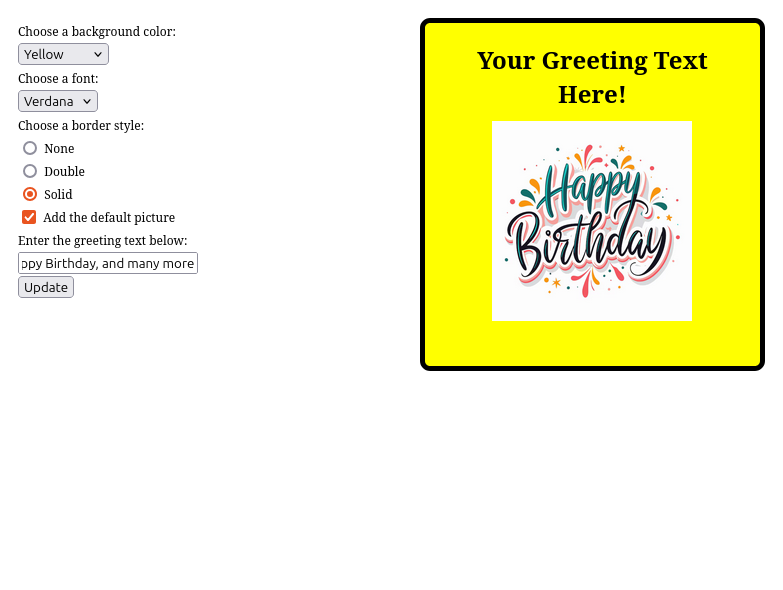 Choose a background color:
Yellow
Choose a font:
Verdana
Choose a border style:
None
Double
Solid
Add the default picture
Enter the greeting text below:
ppy Birthday, and many more
Update
Your Greeting Text
Here!
Happy
Birthday